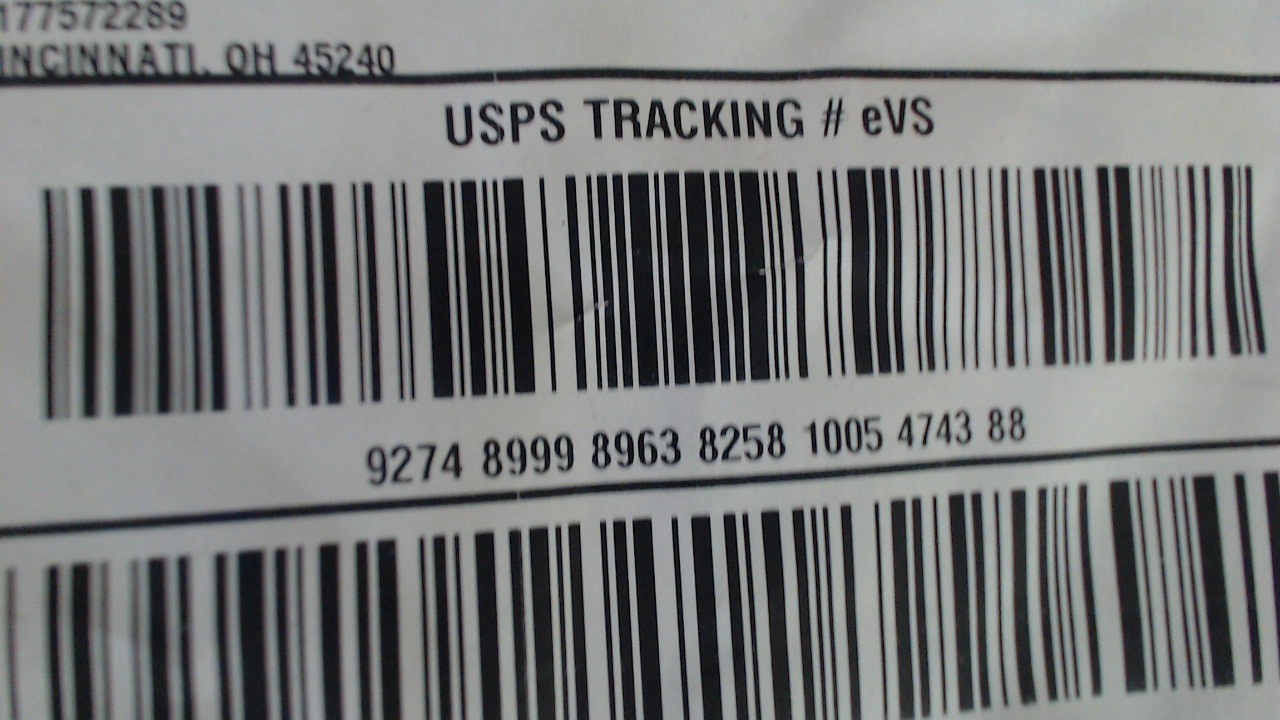 177572289
INCINNATI, OH 45240
USPS TRACKING # eVS
9274 8999 8963 8258 1005 4743 88